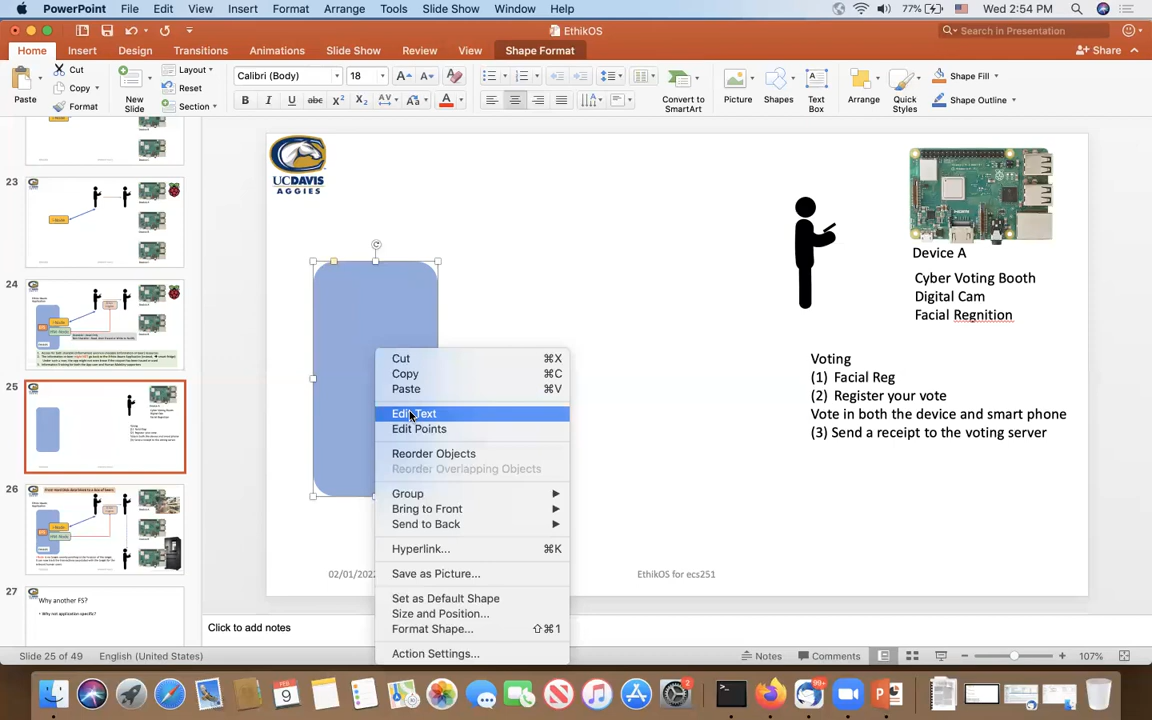 PowerPoint File Edit View Insert Format Arrange Tools Slide Show Window Help 77% Wed 2:54 PM
EthikOS
Search in Presentation
Home Insert Design Transitions Animations Slide Show Review View Shape Format Share
Paste
Cut
Copy
Format
New Slide
Layout
Reset
Section
Calibri (Body) 18
Convert to SmartArt
Picture
Shapes
Text Box
Arrange
Quick Styles
Shape Fill
Shape Outline
23
24
25
26
27
Why another FS?
UCDAVIS
AGGIES
Device A
Cyber Voting Booth
Digital Cam
Facial Regnition
Voting
(1) Facial Reg
(2) Register your vote
Vote in both the device and smart phone
(3) Send a receipt to the voting server
Cut ⌘X
Copy ⌘C
Paste ⌘V
Edit Text
Edit Points
Reorder Objects
Reorder Overlapping Objects
Group
Bring to Front
Send to Back
Hyperlink... ⌘K
Save as Picture...
Set as Default Shape
Size and Position...
Format Shape... ⇧⌘1
Action Settings...
02/01/2022
EthikOS for ecs251
Click to add notes
Slide 25 of 49 English (United States) Notes Comments 107%